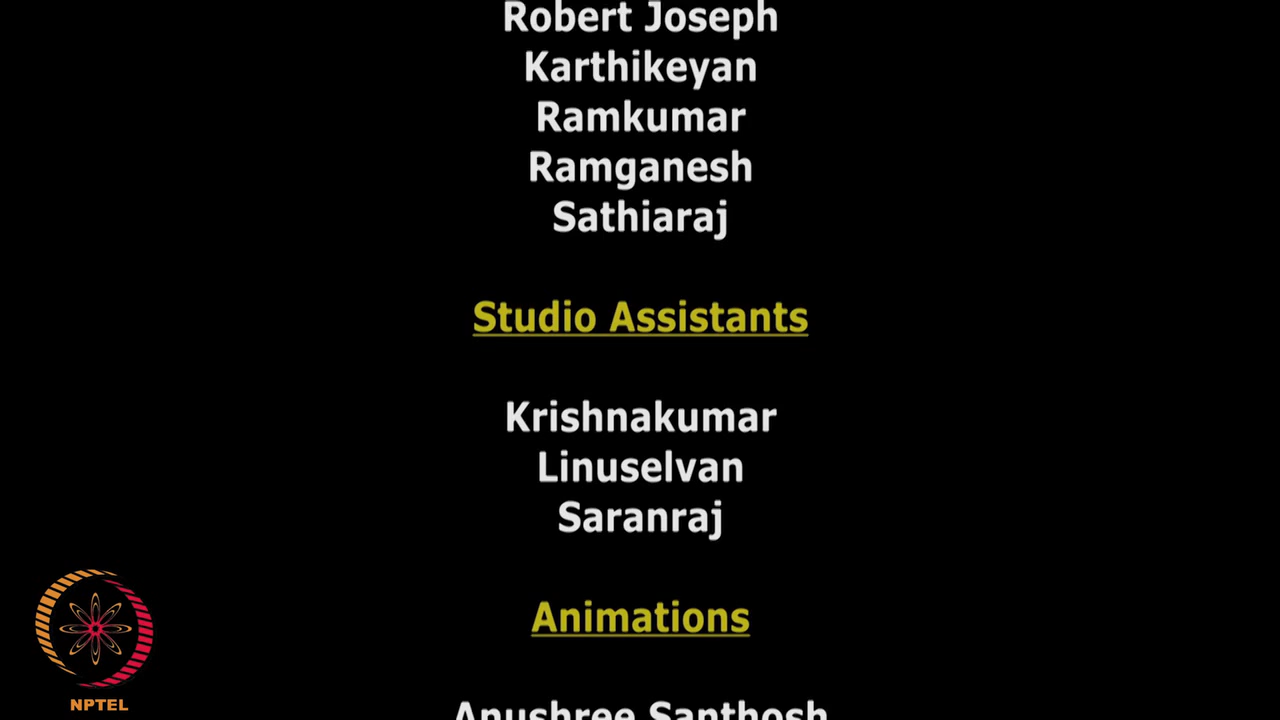 Robert Joseph
Karthikeyan
Ramkumar
Ramganesh
Sathiaraj
Studio Assistants
Krishnakumar
Linuselvan
Saranraj
Animations
Anushree Santhosh
NPTEL